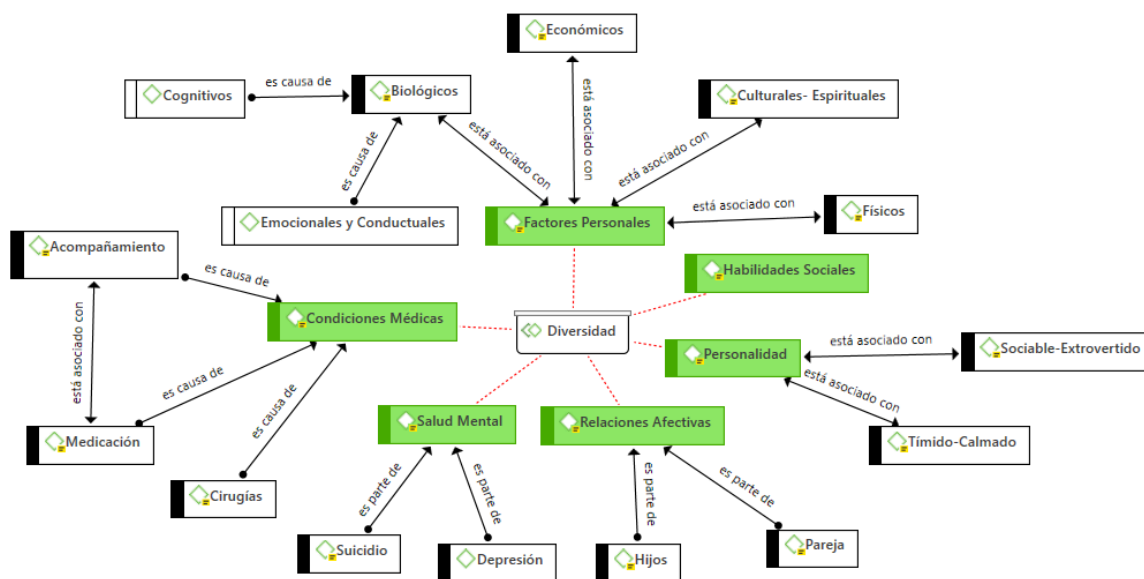 Económicos
es causa de
Cognitivos
Biológicos
Culturales- Espirituales
está asociado con
está asociado con
está asociado con
es causa de
está asociado con
Físicos
Emocionales y Conductuales
Factores Personales
Acompañamiento
es causa de
Habilidades Sociales
Condiciones Médicas
Diversidad
está asociado con
Personalidad
está asociado con
Sociable-Extrovertido
es causa de
está asociado con
es causa de
Salud Mental
Relaciones Afectivas
Medicación
Tímido-Calmado
es parte de
es parte de
es parte de
es parte de
Cirugías
Suicidio
Depresión
Hijos
Pareja